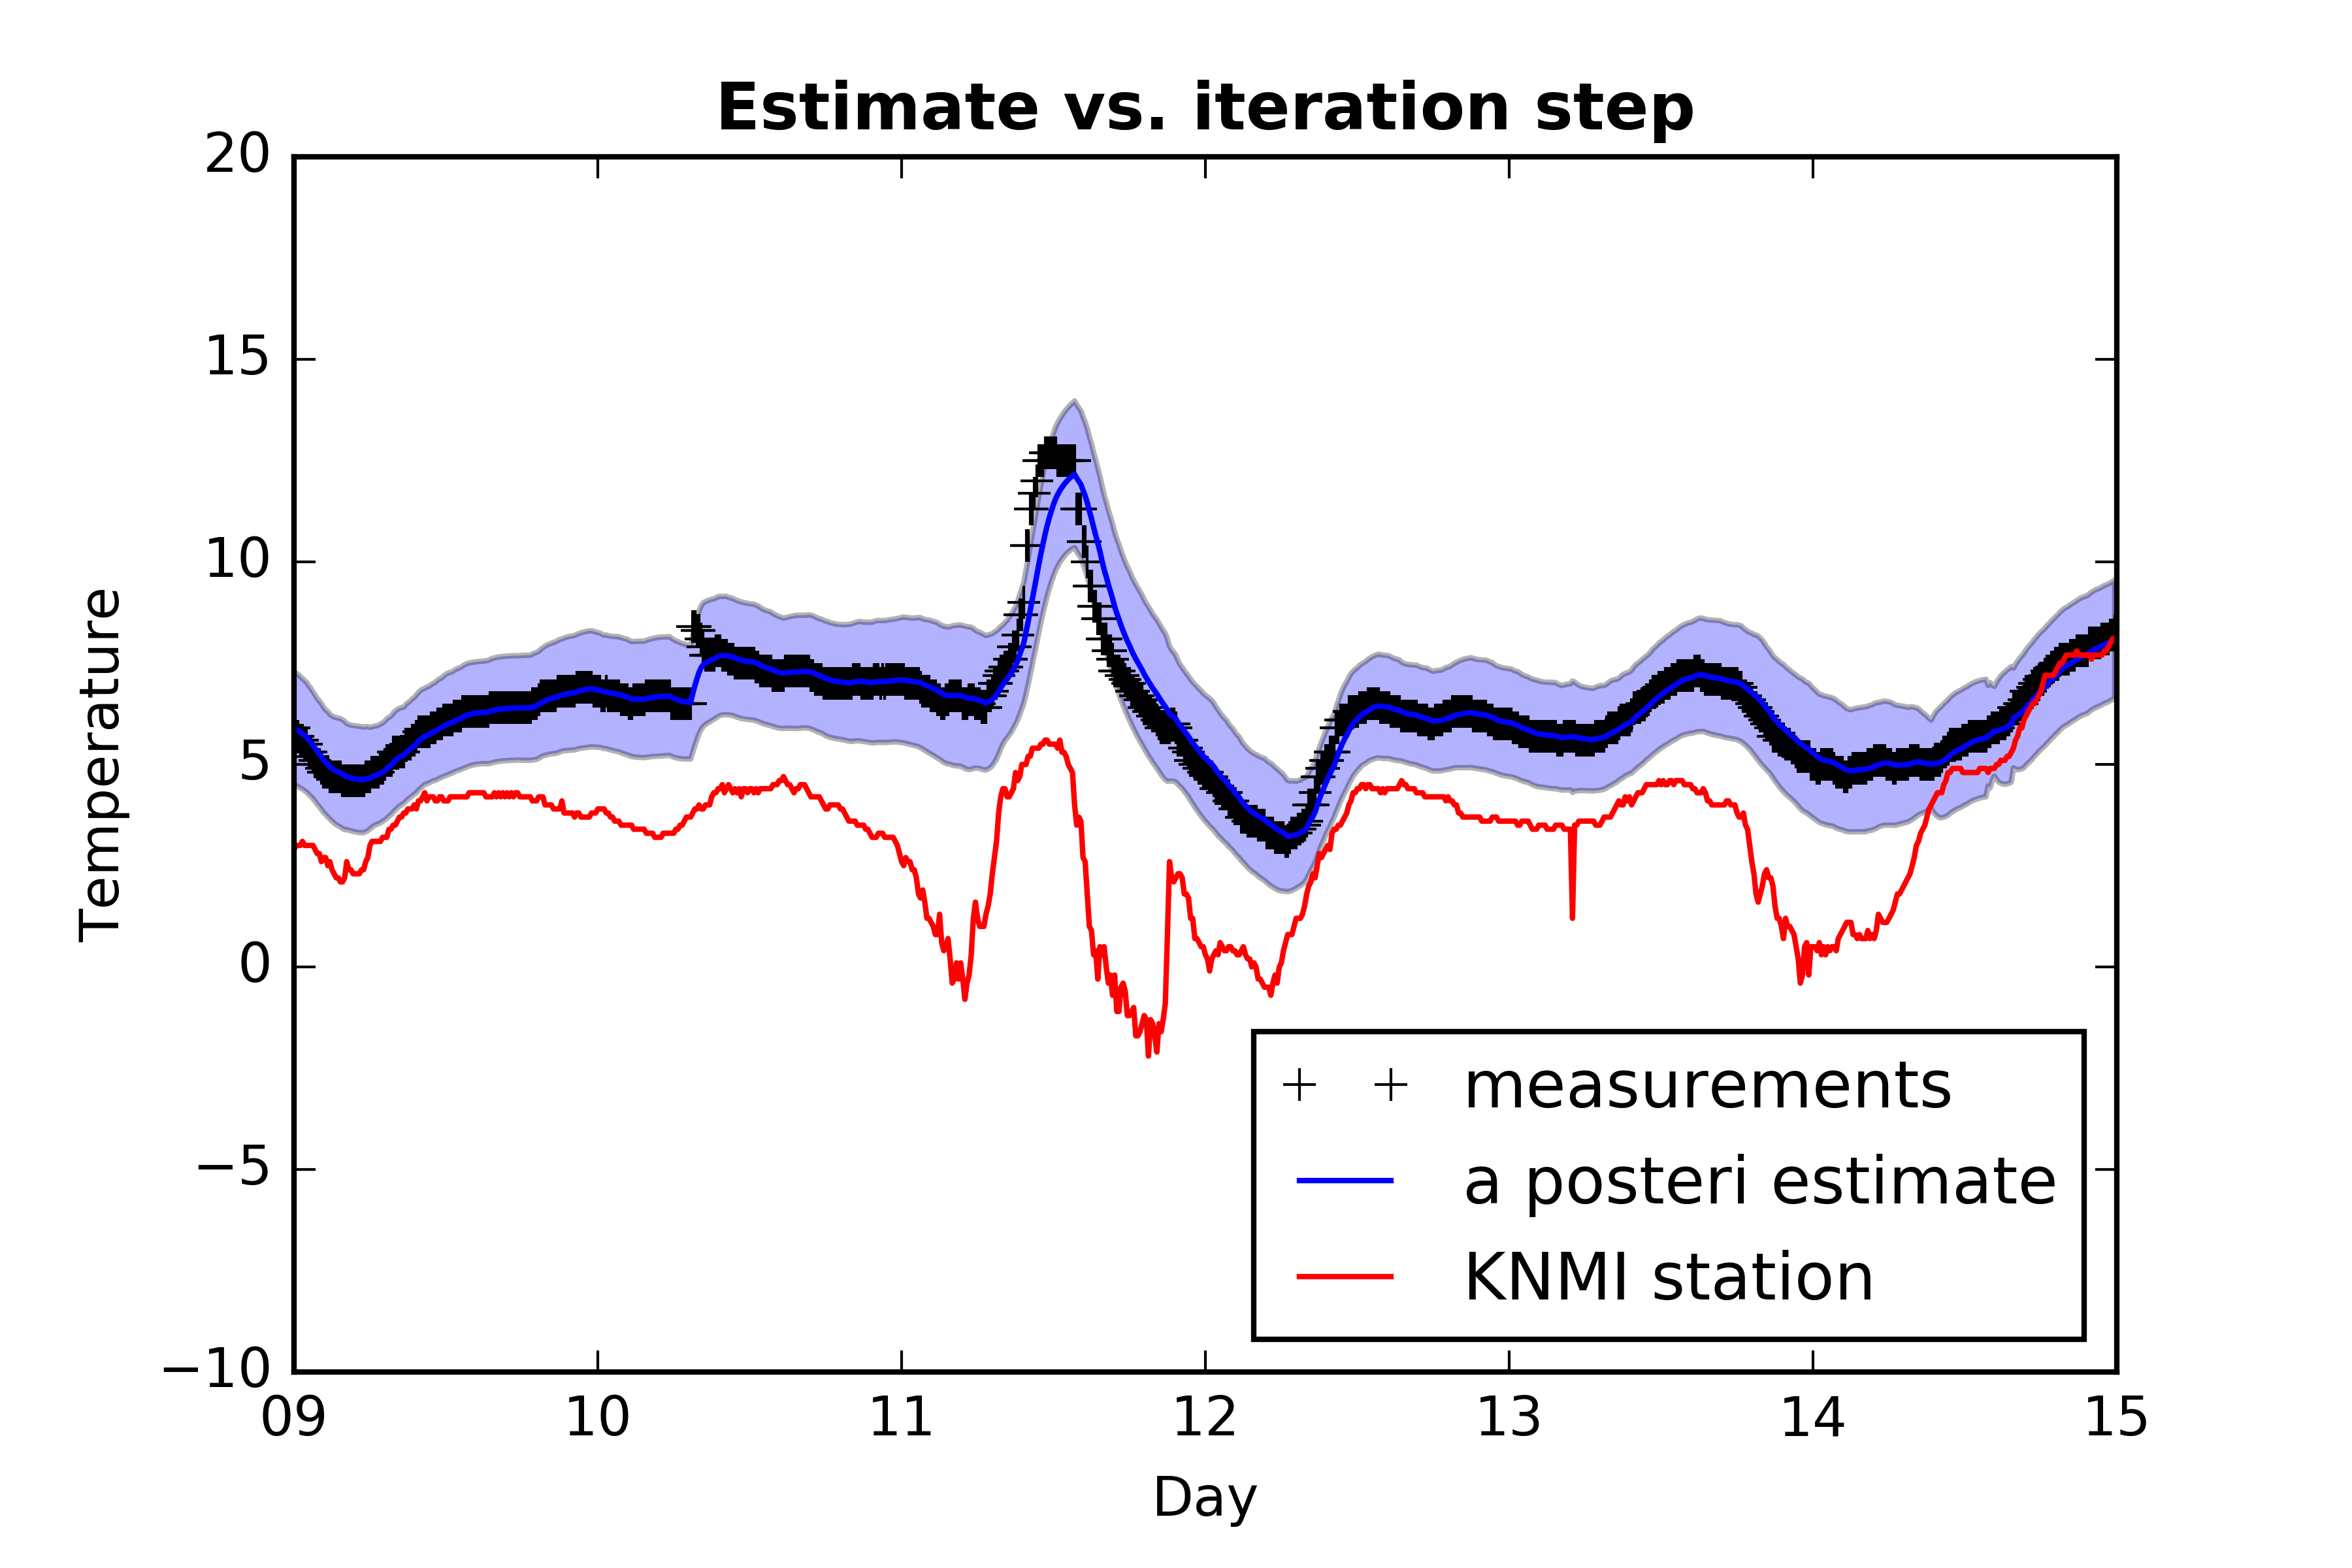 Estimate vs. iteration step
20
15
10
5
0
−5
−10
Temperature
measurements
a posteri estimate
KNMI station
09 10 11 12 13 14 15
Day